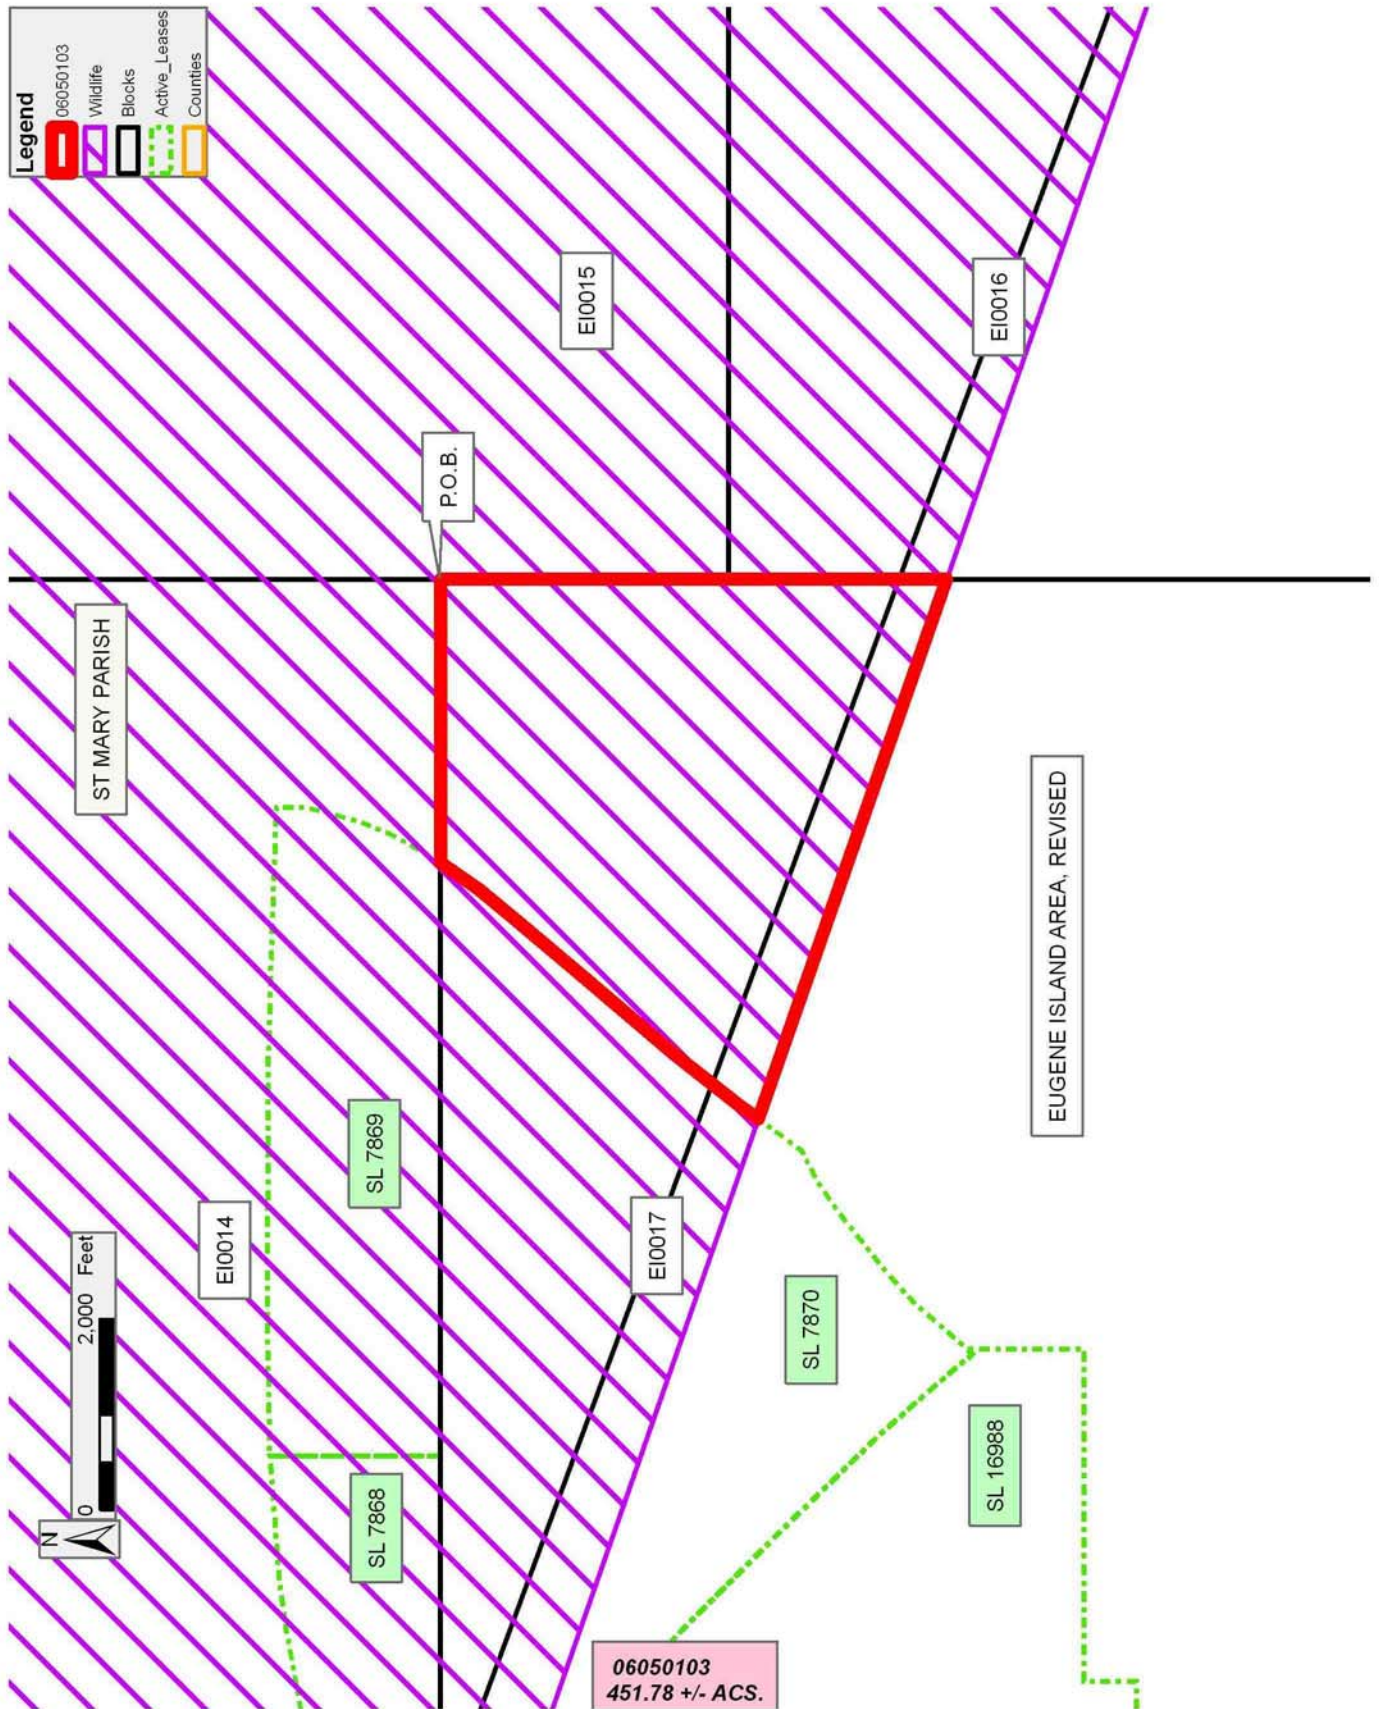 Legend
06050103
Wildlife
Blocks
Active_Leases
Counties
EI0015
EI0016
P.O.B.
ST MARY PARISH
EUGENE ISLAND AREA, REVISED
SL 7869
EI0014
EI0017
0 2,000 Feet
N
SL 7870
SL 7868
SL 16988
06050103
451.78 +/- ACS.